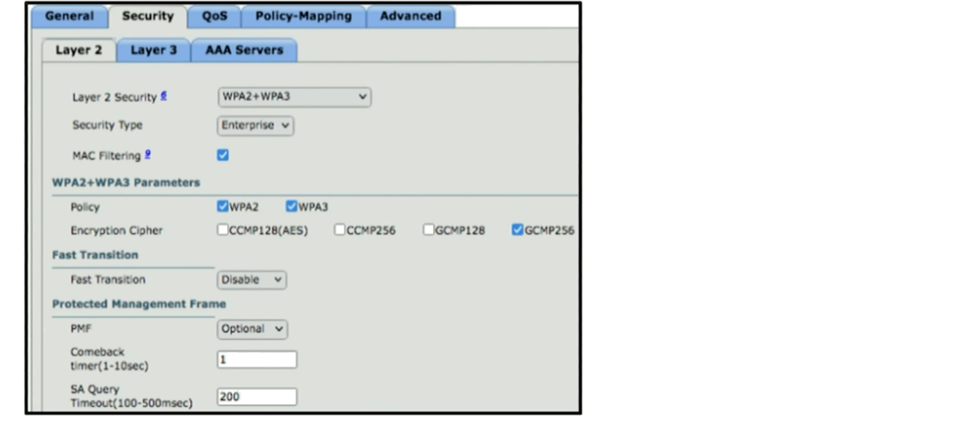 General Security QoS Policy-Mapping Advanced
Layer 2 Layer 3 AAA Servers
Layer 2 Security 6 WPA2+WPA3
Security Type Enterprise
MAC Filtering 9
WPA2+WPA3 Parameters
Policy WPA2 WPA3
Encryption Cipher CCMP128(AES) CCMP256 GCMP128 GCMP256
Fast Transition
Fast Transition Disable
Protected Management Frame
PMF Optional
Comeback
timer(1-10sec) 1
SA Query
Timeout(100-500msec) 200